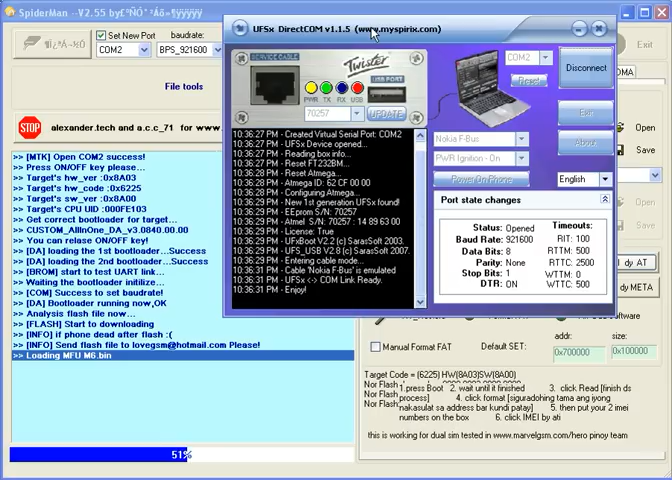 SpiderMan --V2.55 by
Set New Port
baudrate:
COM2
BPS_921600
Exit
File tools
DMA
STOP
alexander.tech and a.c.c_71 for www.
Open
Save
>> [MTK] Open COM2 success!
>> Press ON/OFF key please...
>> Target's hw_ver :0x8A03
>> Target's hw_code :0x6225
>> Target's sw_ver :0x8A00
>> Target's CPU UID :000FE103
>> Get correct bootloader for target...
>> CUSTOM_AllInOne_DA_v3.0840.00.00
>> You can relase ON/OFF key!
>> [DA] loading the 1st bootloader...Success
>> [DA] loading the 2nd bootloader...Success
>> [BROM] start to test UART link...
>> Waitting the bootloader initilize...
>> [COM] Success to set baudrate!
>> [DA] Bootloader running now,OK
>> Analysis flash file now...
>> [FLASH] Start to downloading
>> [INFO] if phone dead after flash :(
>> [INFO] Send flash file to lovegsm@hotmail.com Please!
>> Loading MFU M6.bin
51%
UFSx DirectCOM v1.1.5 (www.myspirix.com)
SERVICE CABLE
Twister
USB PORT
PWR TX RX USB
70257
UPDATE
COM2
Reset
Disconnect
Exit
About
Nokia F-Bus
PWR Ignition - On
Power On Phone
English
10:36:27 PM - Created Virtual Serial Port: COM2
10:36:27 PM - UFSx Device opened...
10:36:27 PM - Reading box info...
10:36:27 PM - Reset FT232BM...
10:36:28 PM - Reset Atmega...
10:36:28 PM - Atmega ID: 62 CF 00 00
10:36:28 PM - Configuring Atmega...
10:36:29 PM - New 1st generation UFSx found!
10:36:29 PM - EEprom S/N: 70257
10:36:29 PM - Atmel S/N: 70257 : 14 89 63 00
10:36:29 PM - License: True
10:36:29 PM - UFxBoot V2.2 (c) SarasSoft 2003.
10:36:29 PM - UFS_USB V2.8 (c) SarasSoft 2007.
10:36:30 PM - Entering cable mode...
10:36:31 PM - Cable 'Nokia F-Bus' is emulated
10:36:31 PM - UFSx <-> COM Link Ready.
10:36:31 PM - Enjoy!
Port state changes
Status: Opened
Baud Rate: 921600
Data Bits: 8
Parity: None
Stop Bits: 1
DTR: ON
Timeouts:
RIT: 100
RTTM: 500
RTTC: 2500
WTTM: 0
WTTC: 500
dy AT
dy META
addr:
size:
Manual Format FAT
Default SET:
0x700000
0x100000
Target Code = (6225) HW(8A03)SW(8A00)
Nor Flash
Nor Flash
1.press Boot 2. wait until it finished 3. click Read [finish ds process] 4. click format [siguradohing tama ang iyong
nakasulat sa address bar kundi patay] 5. then put your 2 imei
numbers on the box 6. click IMEI by ati
this is working for dual sim tested in www.marvelgsm.com/hero pinoy team